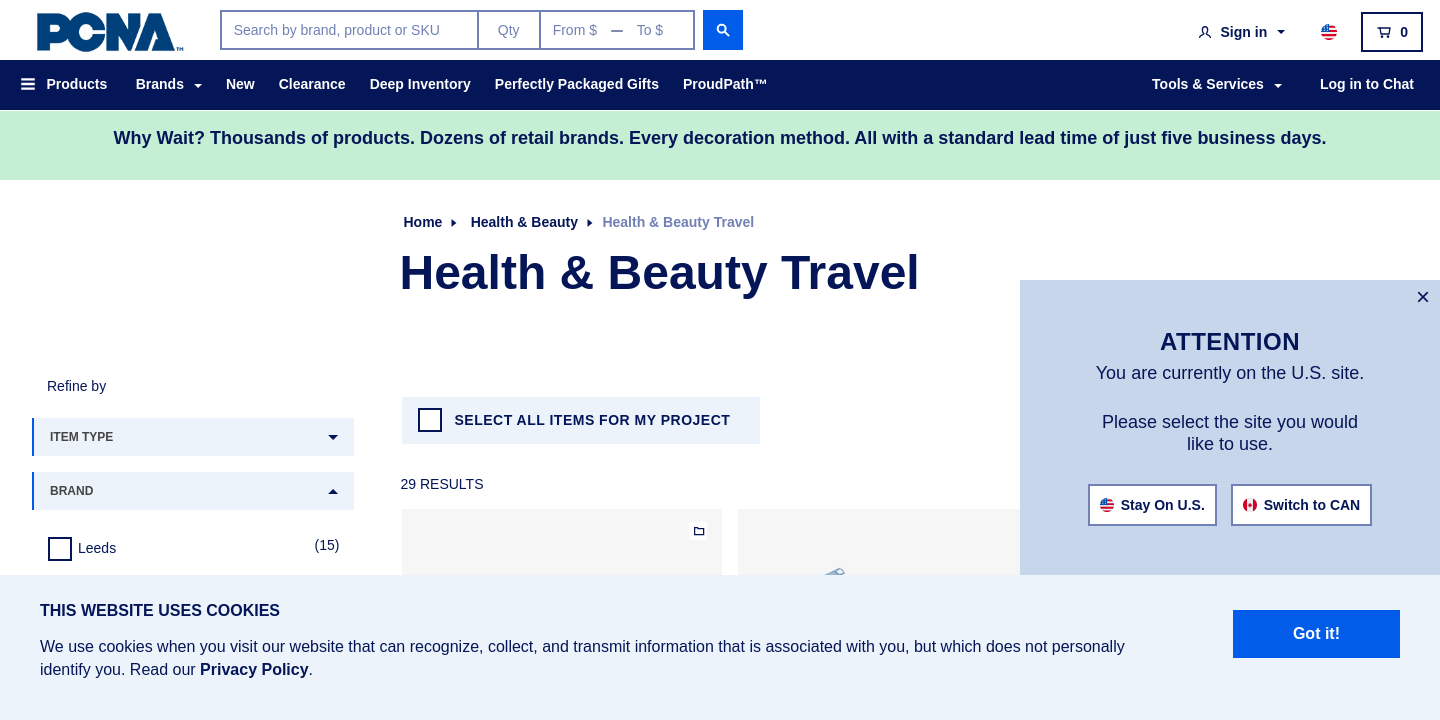 PCNA™
Search by brand, product or SKU
Qty
From $ — To $
Sign in
0
Products
Brands
New
Clearance
Deep Inventory
Perfectly Packaged Gifts
ProudPath™
Tools & Services
Log in to Chat
Why Wait? Thousands of products. Dozens of retail brands. Every decoration method. All with a standard lead time of just five business days.
Home
Health & Beauty
Health & Beauty Travel
Health & Beauty Travel
Refine by
ITEM TYPE
BRAND
Leeds
(15)
SELECT ALL ITEMS FOR MY PROJECT
29 RESULTS
×
ATTENTION
You are currently on the U.S. site.
Please select the site you would
like to use.
Stay On U.S.
Switch to CAN
THIS WEBSITE USES COOKIES
We use cookies when you visit our website that can recognize, collect, and transmit information that is associated with you, but which does not personally
identify you. Read our Privacy Policy.
Got it!